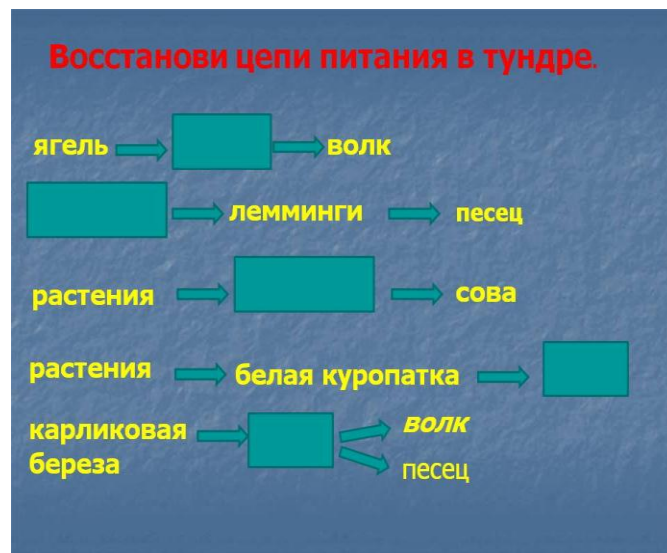 Восстанови цепи питания в тундре.
ягель волк
лемминги песец
растения сова
растения белая куропатка
карликовая волк
береза песец